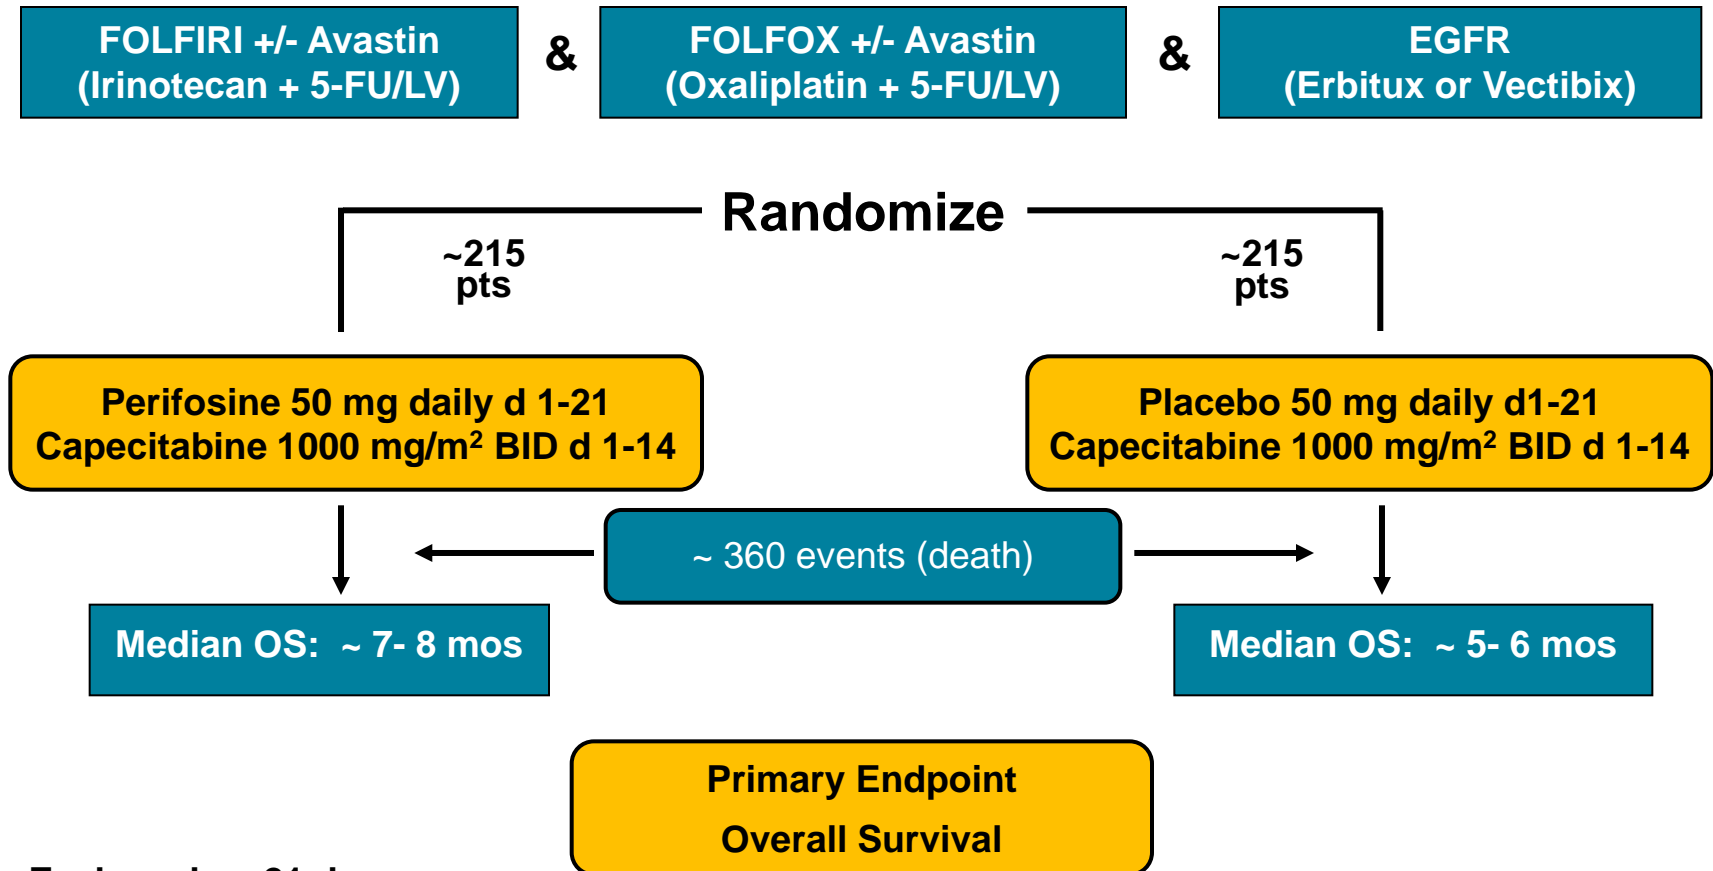 FOLFIRI +/- Avastin
(Irinotecan + 5-FU/LV)
&
FOLFOX +/- Avastin
(Oxaliplatin + 5-FU/LV)
&
EGFR
(Erbitux or Vectibix)
Randomize
~215
pts
~215
pts
Perifosine 50 mg daily d 1-21
Capecitabine 1000 mg/m² BID d 1-14
Placebo 50 mg daily d1-21
Capecitabine 1000 mg/m² BID d 1-14
~ 360 events (death)
Median OS:  ~ 7- 8 mos
Median OS:  ~ 5- 6 mos
Primary Endpoint
Overall Survival